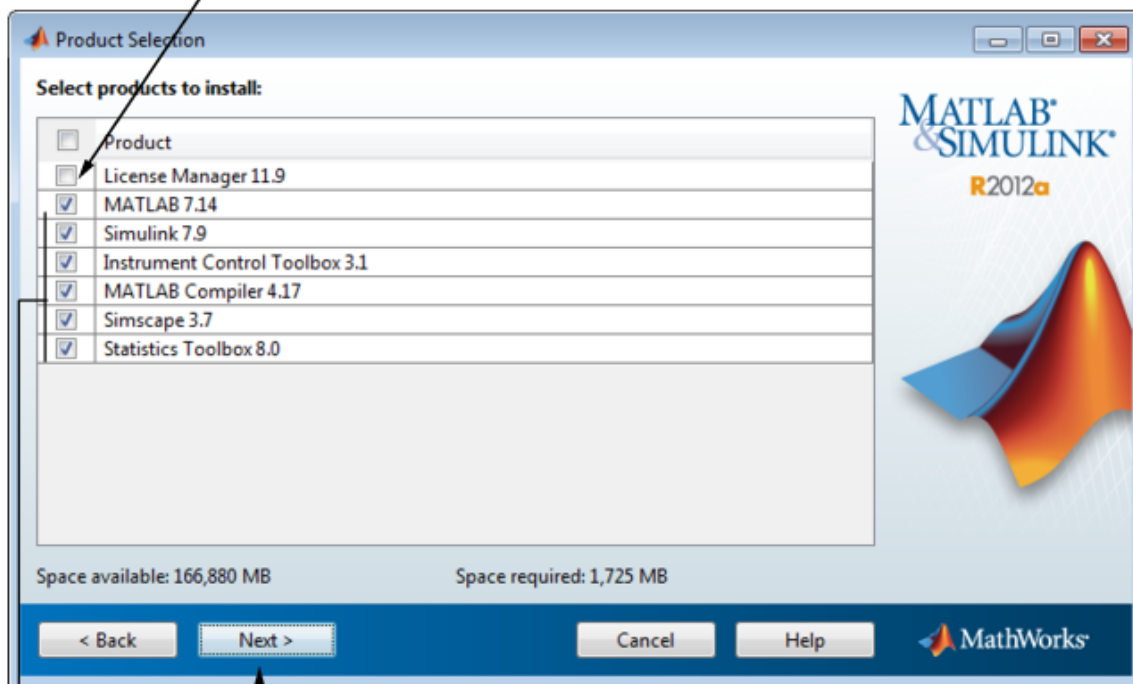 Product Selection
Select products to install:
Product
License Manager 11.9
MATLAB 7.14
Simulink 7.9
Instrument Control Toolbox 3.1
MATLAB Compiler 4.17
Simscape 3.7
Statistics Toolbox 8.0
MATLAB®
&SIMULINK®
R2012a
Space available: 166,880 MB
Space required: 1,725 MB
< Back
Next >
Cancel
Help
MathWorks®